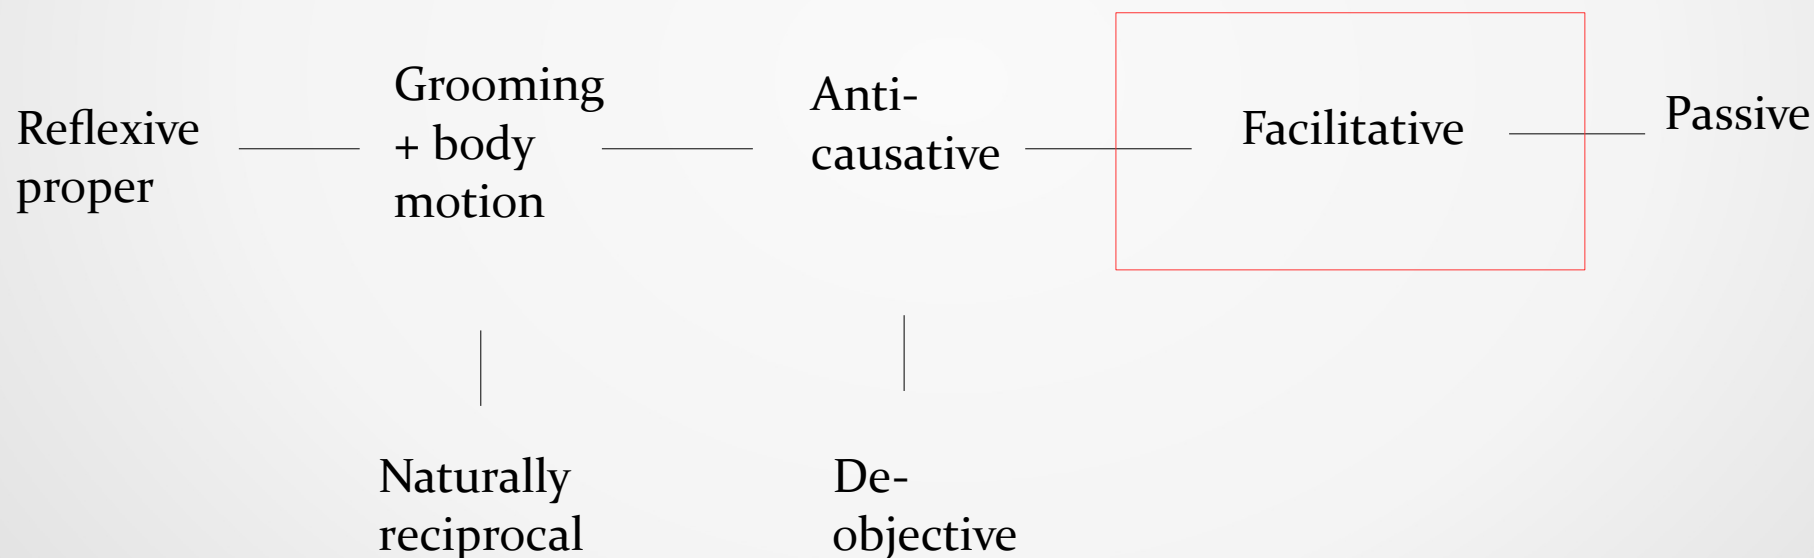 Reflexive
proper
Grooming
+ body
motion
Anti-
causative
Facilitative
Passive
Naturally
reciprocal
De-
objective